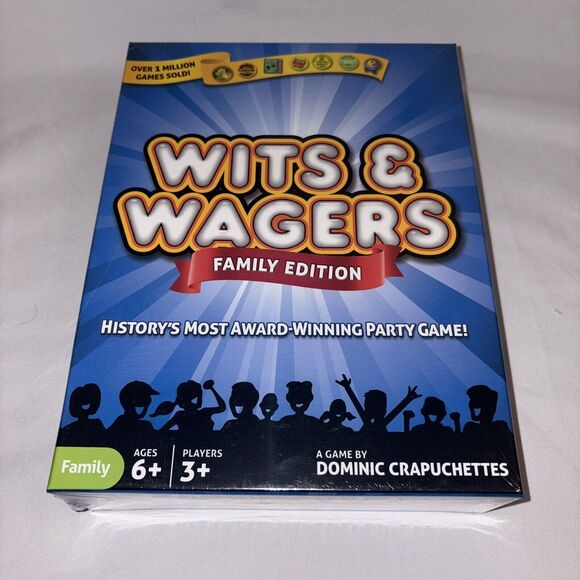 OVER 3 MILLION
GAMES SOLD!
WITS &
WAGERS
FAMILY EDITION
HISTORY'S MOST AWARD-WINNING PARTY GAME!
Family
AGES
6+
PLAYERS
3+
A GAME BY
DOMINIC CRAPUCHETTES